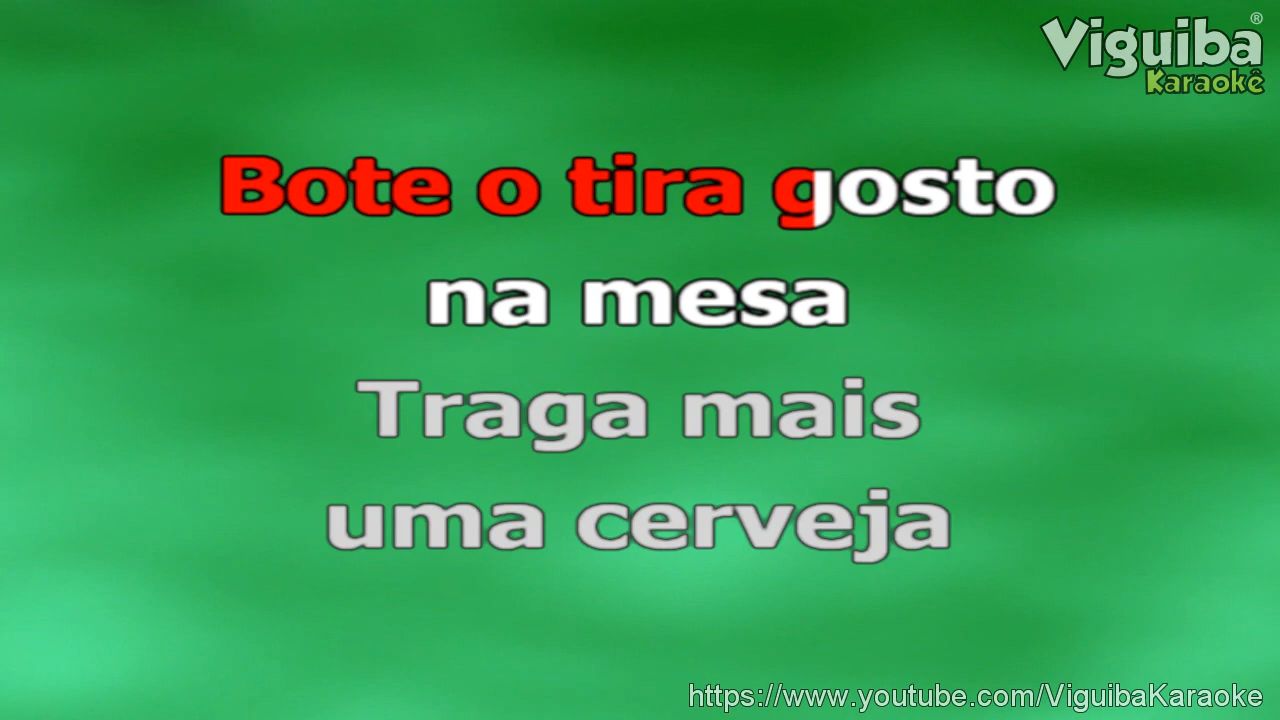 Viguiba®
Karaokê
Bote o tira gosto
na mesa
Traga mais
uma cerveja
https://www.youtube.com/ViguibaKaraoke